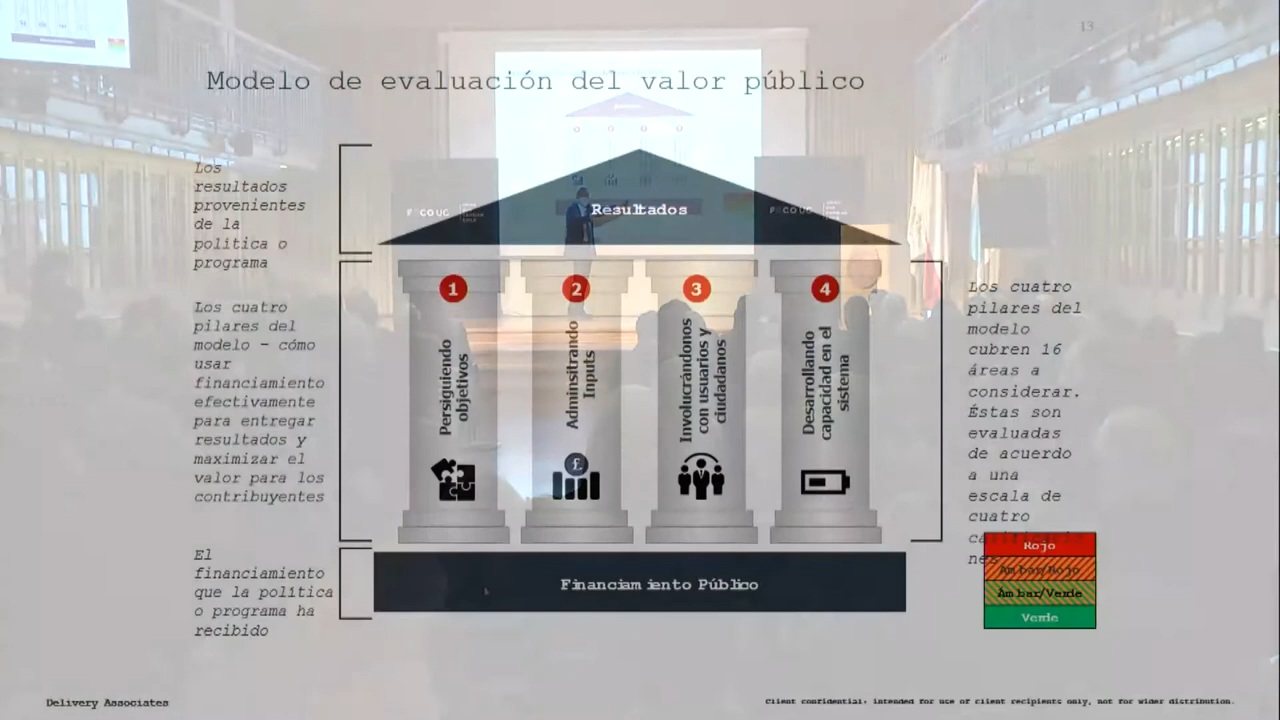 13
Modelo de evaluación del valor público
Los
resultados
provenientes
de la
política o
programa
Resultados
Los cuatro
pilares del
modelo – cómo
usar
financiamiento
efectivamente
para entregar
resultados y
maximizar el
valor para los
contribuyentes
1
Persiguiendo
objetivos
2
Adminsitrando
Inputs
£
3
Involucrándonos
con usuarios y
ciudadanos
4
Desarrollando
capacidad en el
sistema
Los cuatro
pilares del
modelo
cubren 16
áreas a
considerar.
Éstas son
evaluadas
de acuerdo
a una
escala de
cuatro
Rojo
Ambar/Rojo
Ambar/Verde
Verde
El
financiamiento
que la política
o programa ha
recibido
Financiamiento Público
Delivery Associates
Client confidential: intended for use of client recipients only, not for wider distribution.